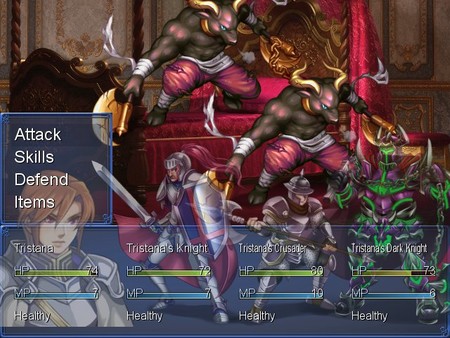 Attack
Skills
Defend
Items
Tristana Tristana's Knight Tristana's Crusader Tristana's Dark Knight
HP 74 HP 73 HP 80 HP 73
MP 7 MP 7 MP 10 MP 6
Healthy Healthy Healthy Healthy